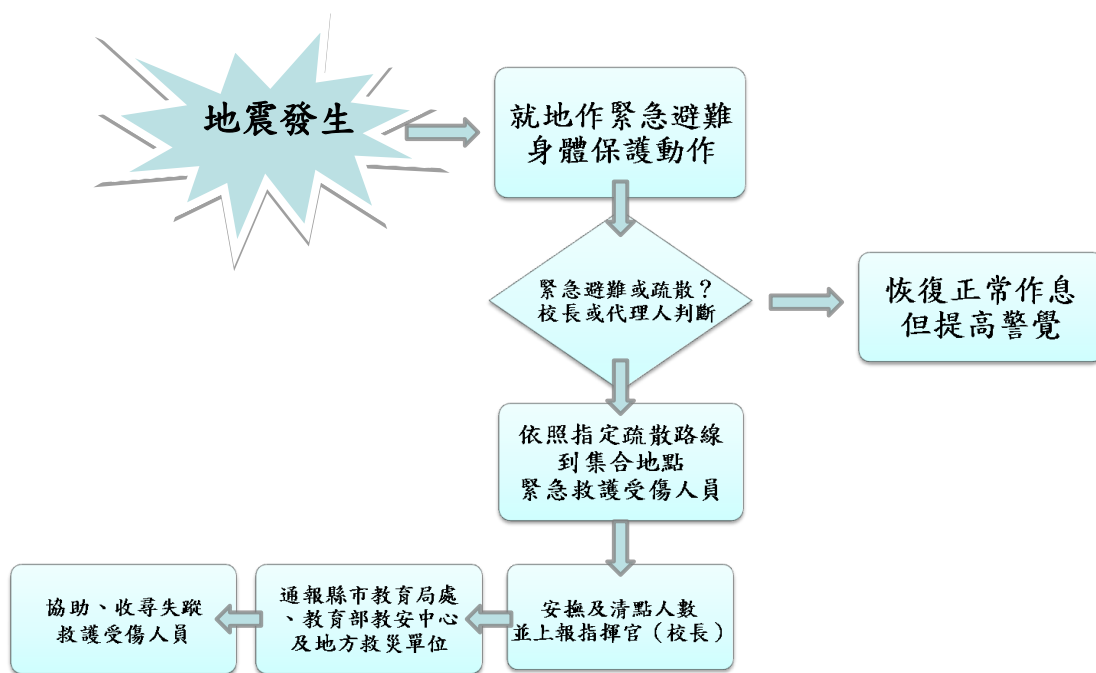 地震發生
就地作緊急避難
身體保護動作
緊急避難或疏散？
校長或代理人判斷
恢復正常作息
但提高警覺
依照指定疏散路線
到集合地點
緊急救護受傷人員
安撫及清點人數
並上報指揮官（校長）
通報縣市教育局處
、教育部教安中心
及地方救災單位
協助、收尋失蹤
救護受傷人員